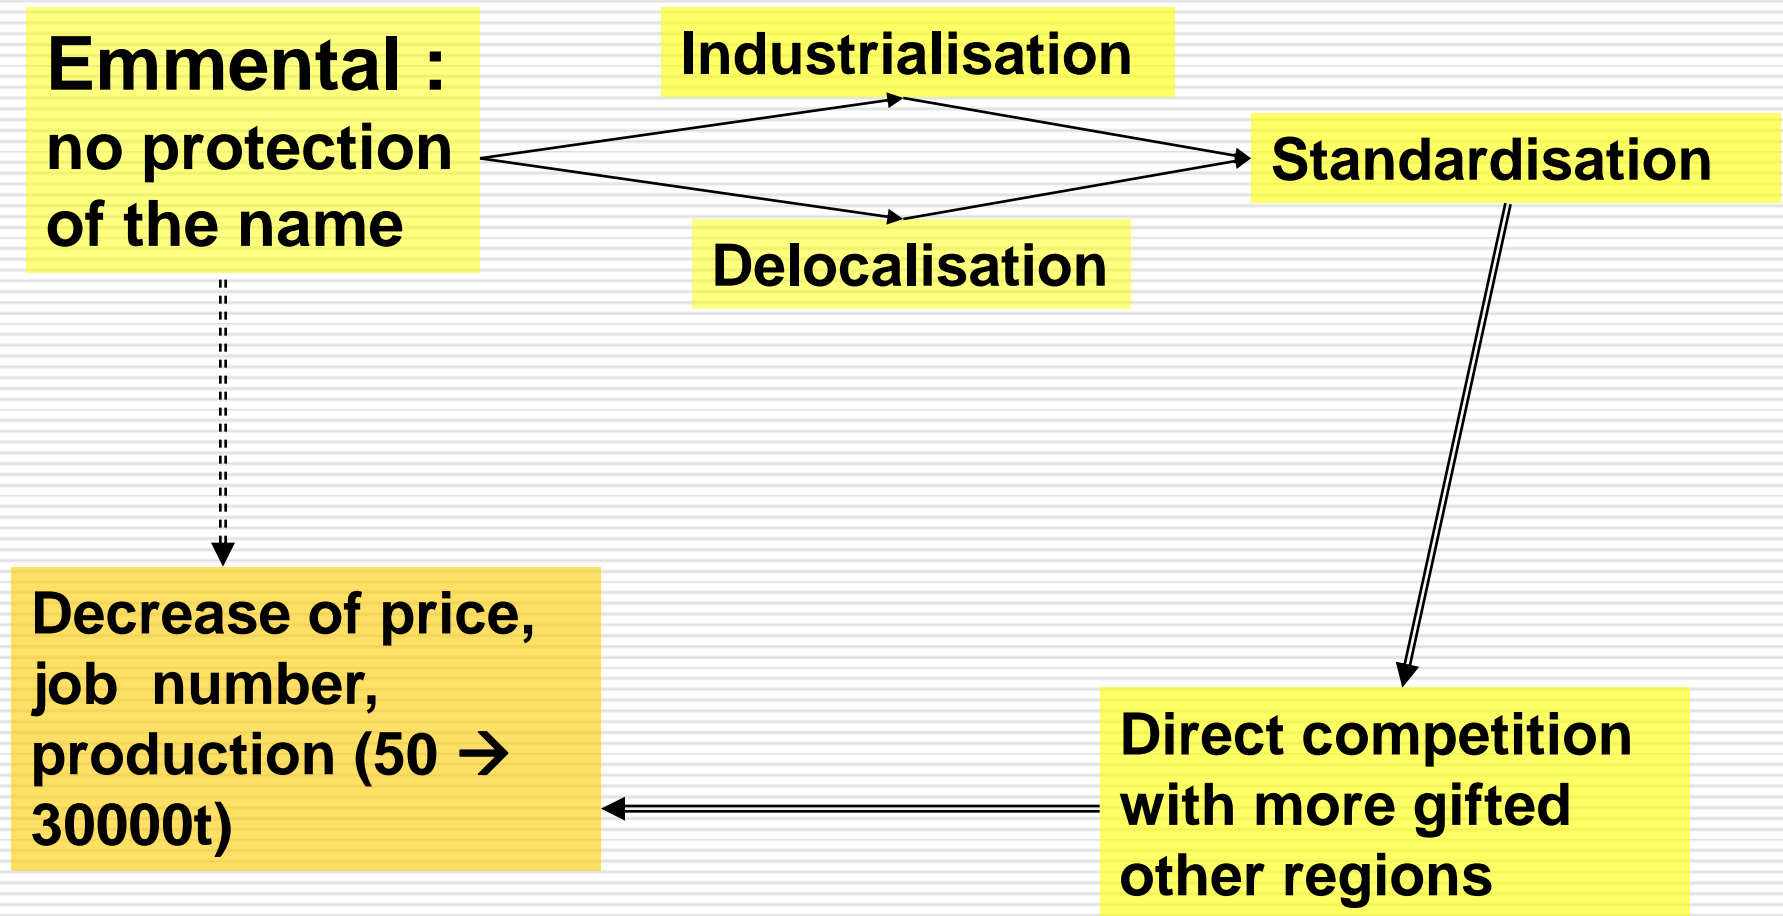 Emmental :
no protection
of the name
Industrialisation
Delocalisation
Standardisation
Decrease of price,
job number,
production (50 →
30000t)
Direct competition
with more gifted
other regions